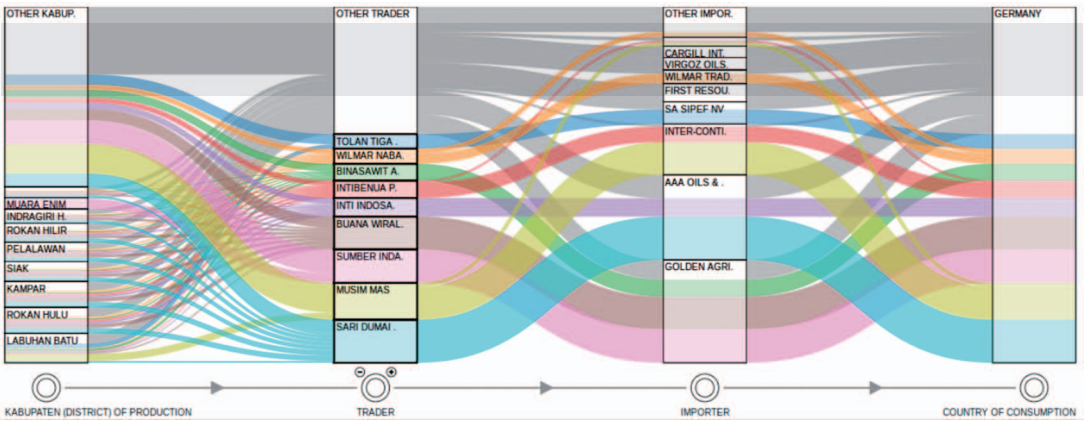 OTHER KABUP.
MUARA ENIM
INDRAGIRI H.
ROKAN HILIR
PELALAWAN
SIAK
KAMPAR
ROKAN HULU
LABUHAN BATU
OTHER TRADER
TOLAN TIGA .
WILMAR NABA.
BINASAWIT A.
INTIBENUA P.
INTI INDOSA.
BUANA WIRAL.
SUMBER INDA.
MUSIM MAS
SARI DUMAI .
OTHER IMPOR.
CARGILL INT.
VIRGOZ OILS.
WILMAR TRAD.
FIRST RESOU.
SA SIPEF NV
INTER-CONTI.
AAA OILS & .
GOLDEN AGRI.
GERMANY
KABUPATEN (DISTRICT) OF PRODUCTION
TRADER
IMPORTER
COUNTRY OF CONSUMPTION